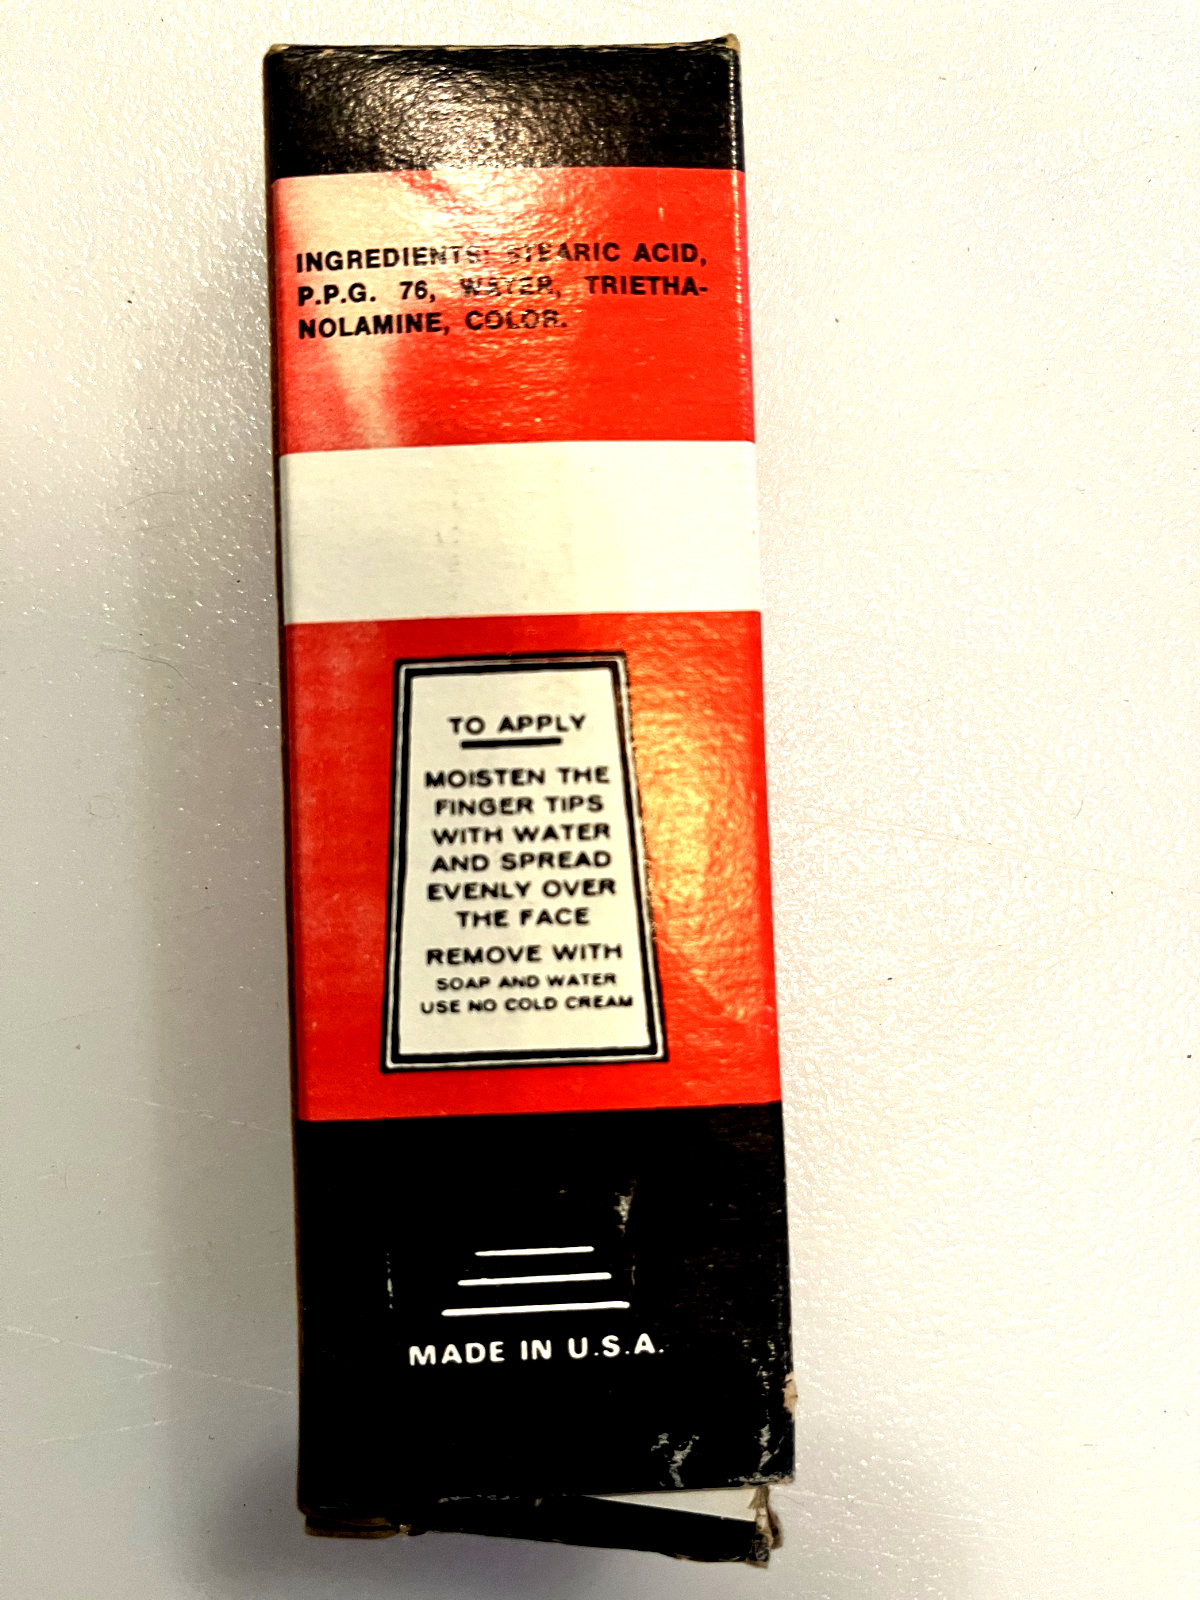 INGREDIENTS: STEARIC ACID,
P.P.G. 76, WATER, TRIETHA-
NOLAMINE, COLOR.
TO APPLY
MOISTEN THE
FINGER TIPS
WITH WATER
AND SPREAD
EVENLY OVER
THE FACE
REMOVE WITH
SOAP AND WATER
USE NO COLD CREAM
MADE IN U.S.A.